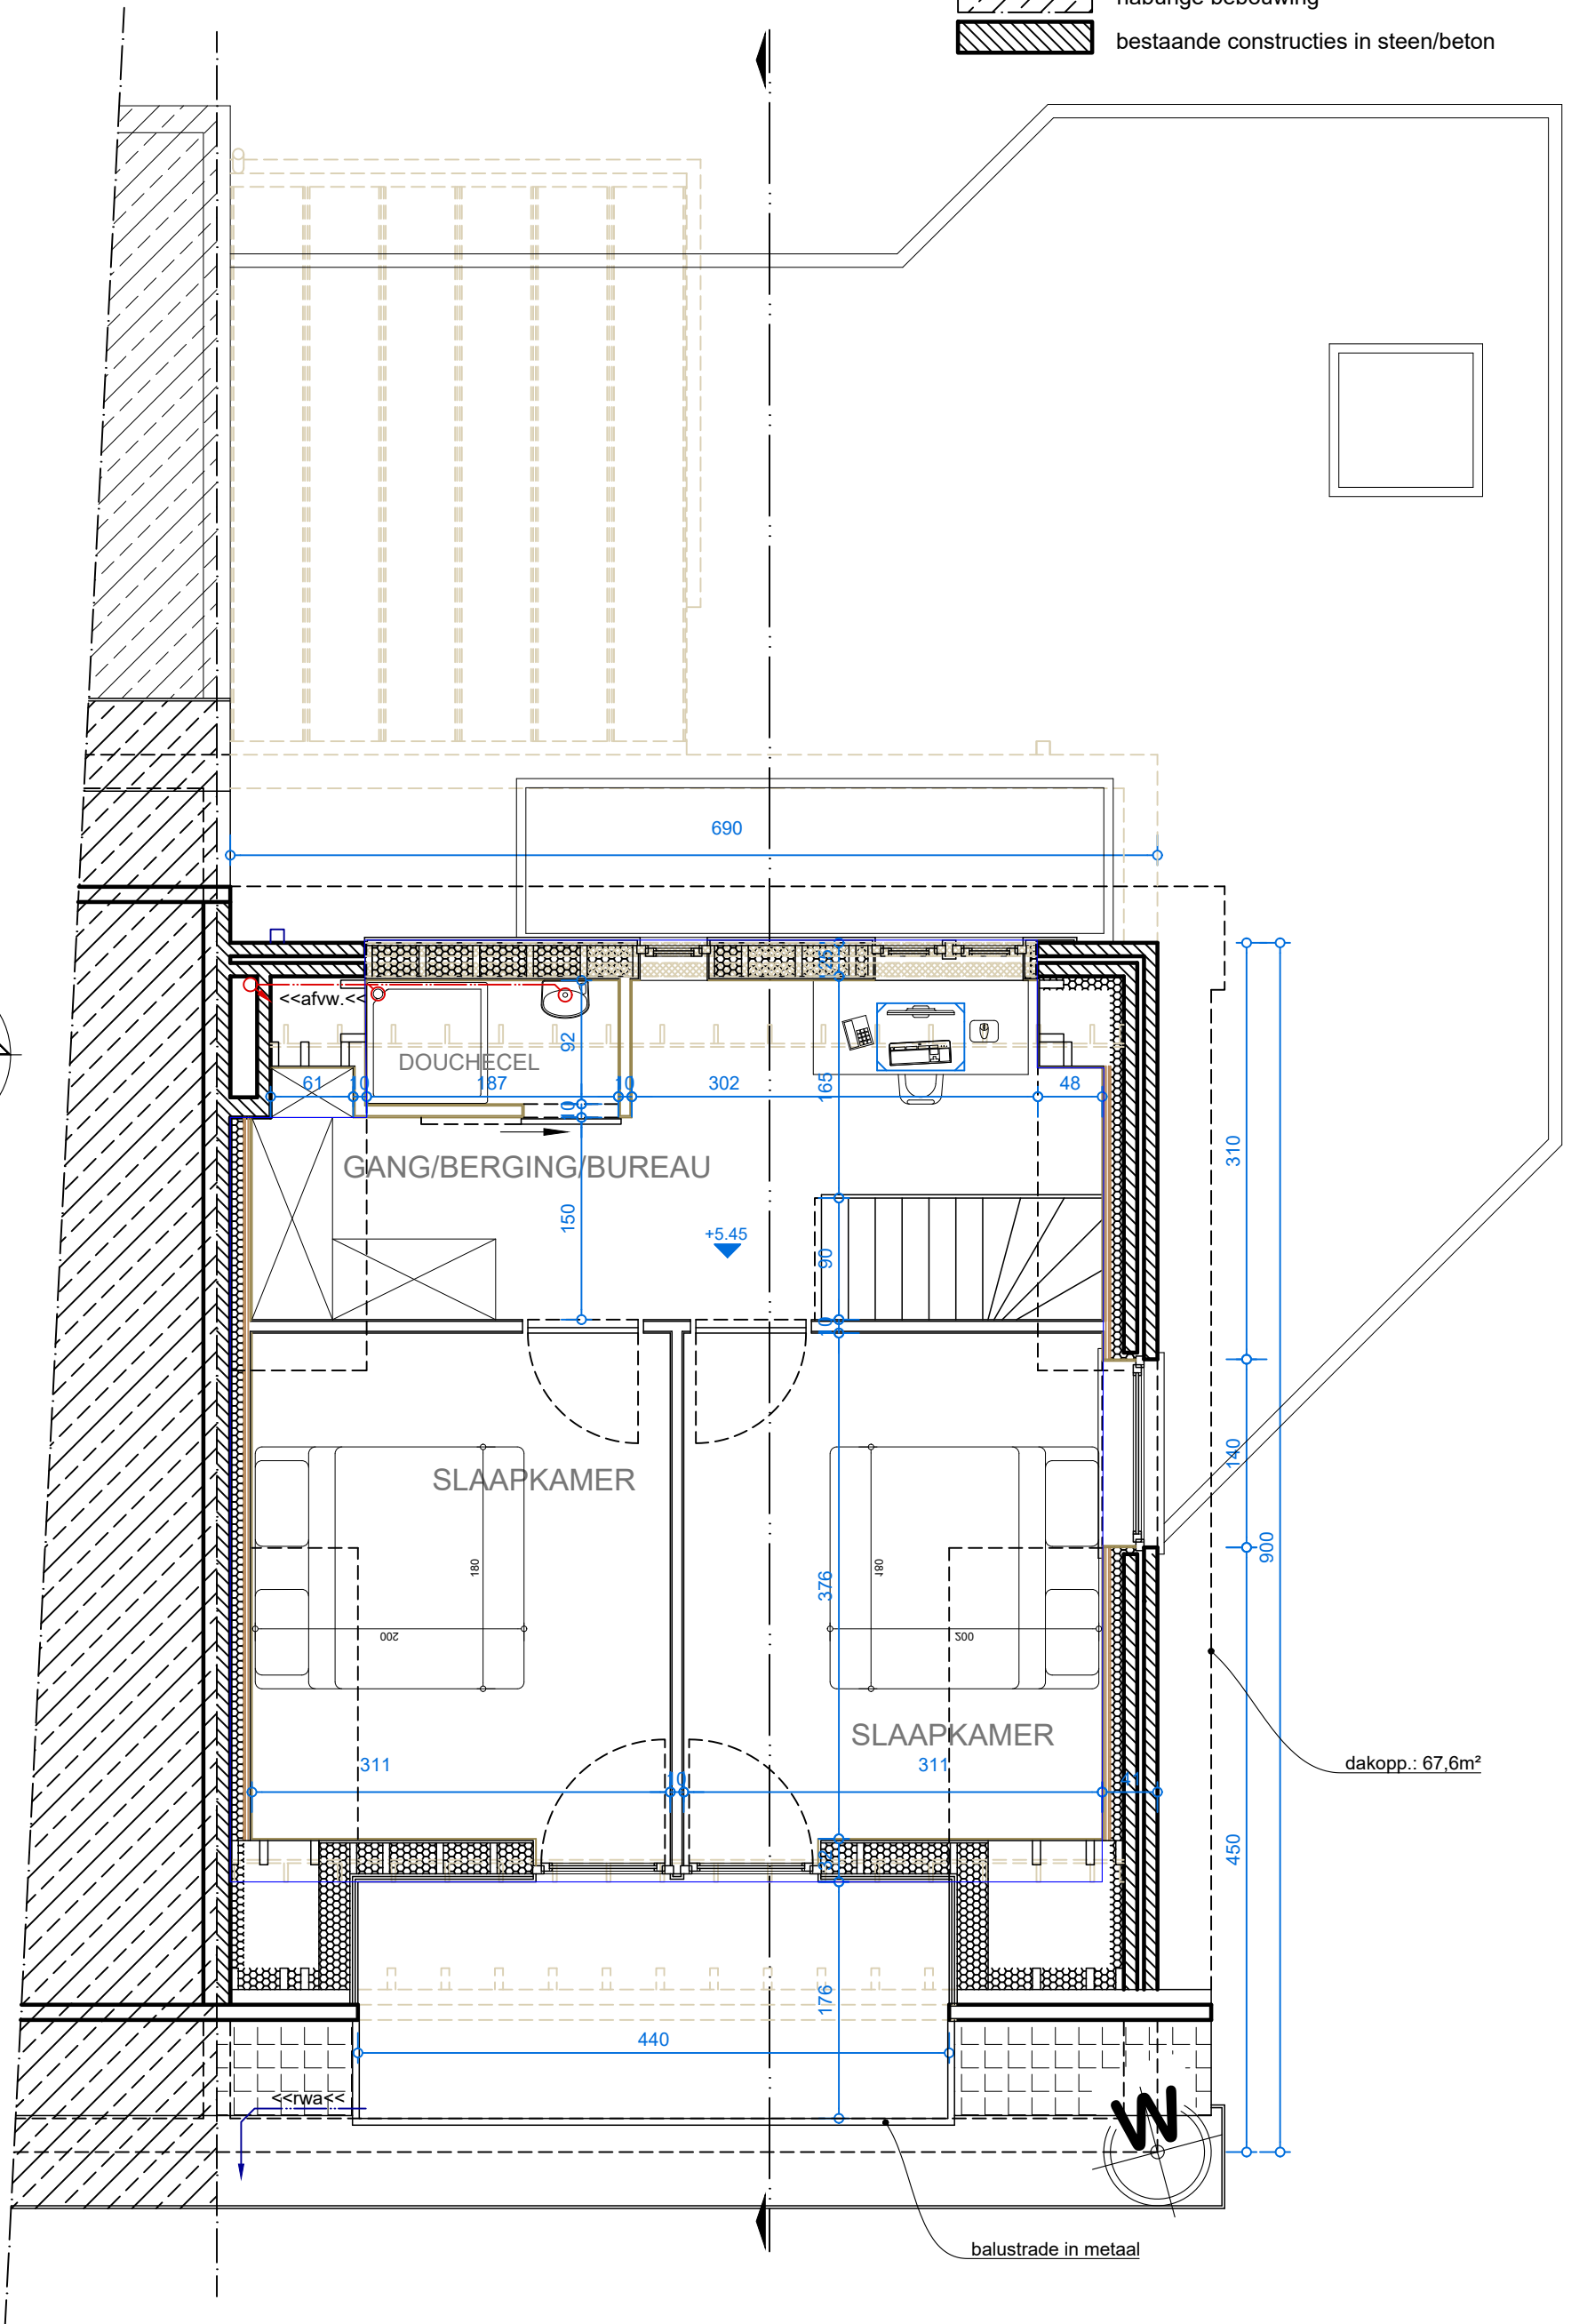 bestaande constructies in steen/beton
690
<<afvw.<<
92
DOUCHECEL
61
10
187
10
302
165
48
10
GANG/BERGING/BUREAU
310
150
+5.45
90
10
SLAAPKAMER
140
900
180
180
376
200
200
SLAAPKAMER
311
10
311
41
dakopp.: 67,6m²
450
176
440
<<rwa<<
W
balustrade in metaal